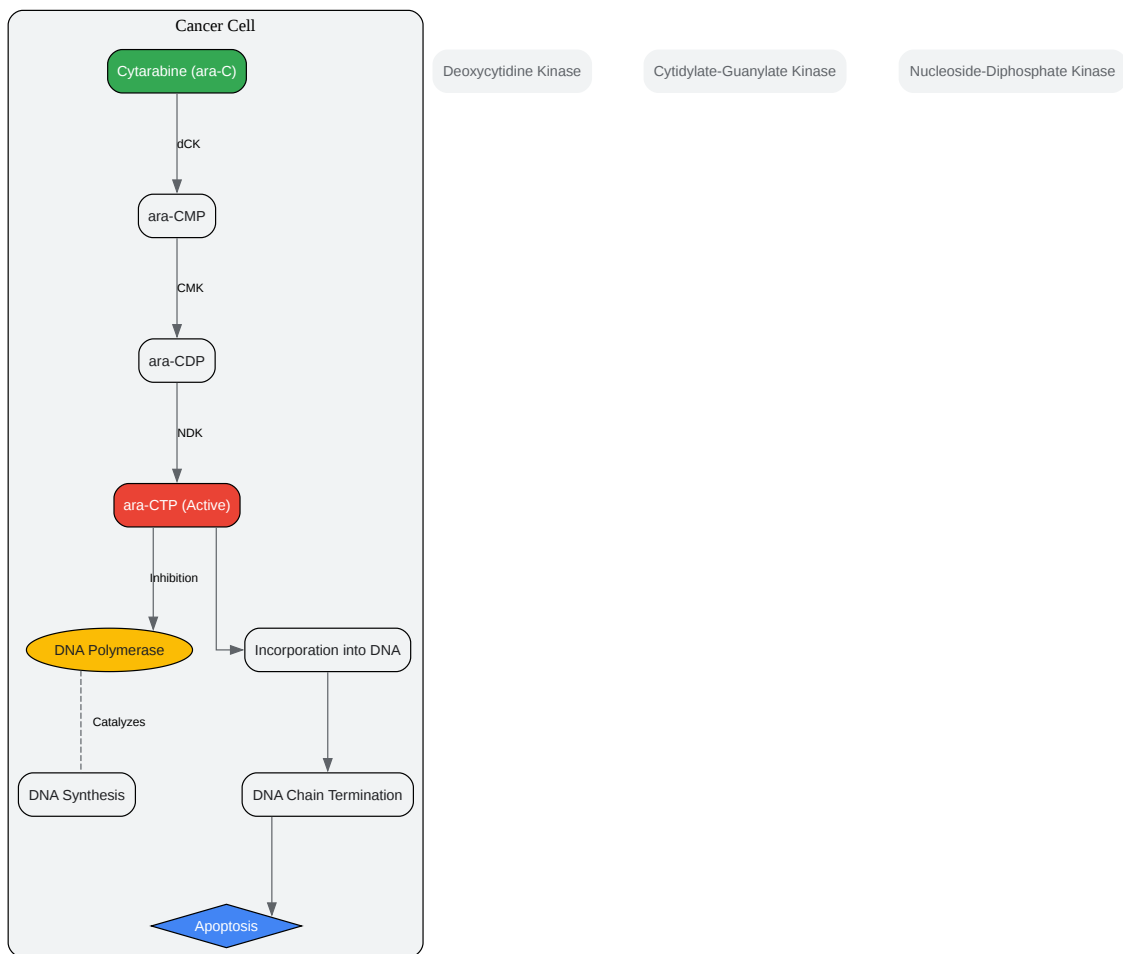 Cancer Cell
Cytarabine (ara-C)
Deoxycytidine Kinase
Cytidylate-Guanylate Kinase
Nucleoside-Diphosphate Kinase
dCK
ara-CMP
CMK
ara-CDP
NDK
ara-CTP (Active)
Inhibition
DNA Polymerase
Incorporation into DNA
Catalyzes
DNA Synthesis
DNA Chain Termination
Apoptosis